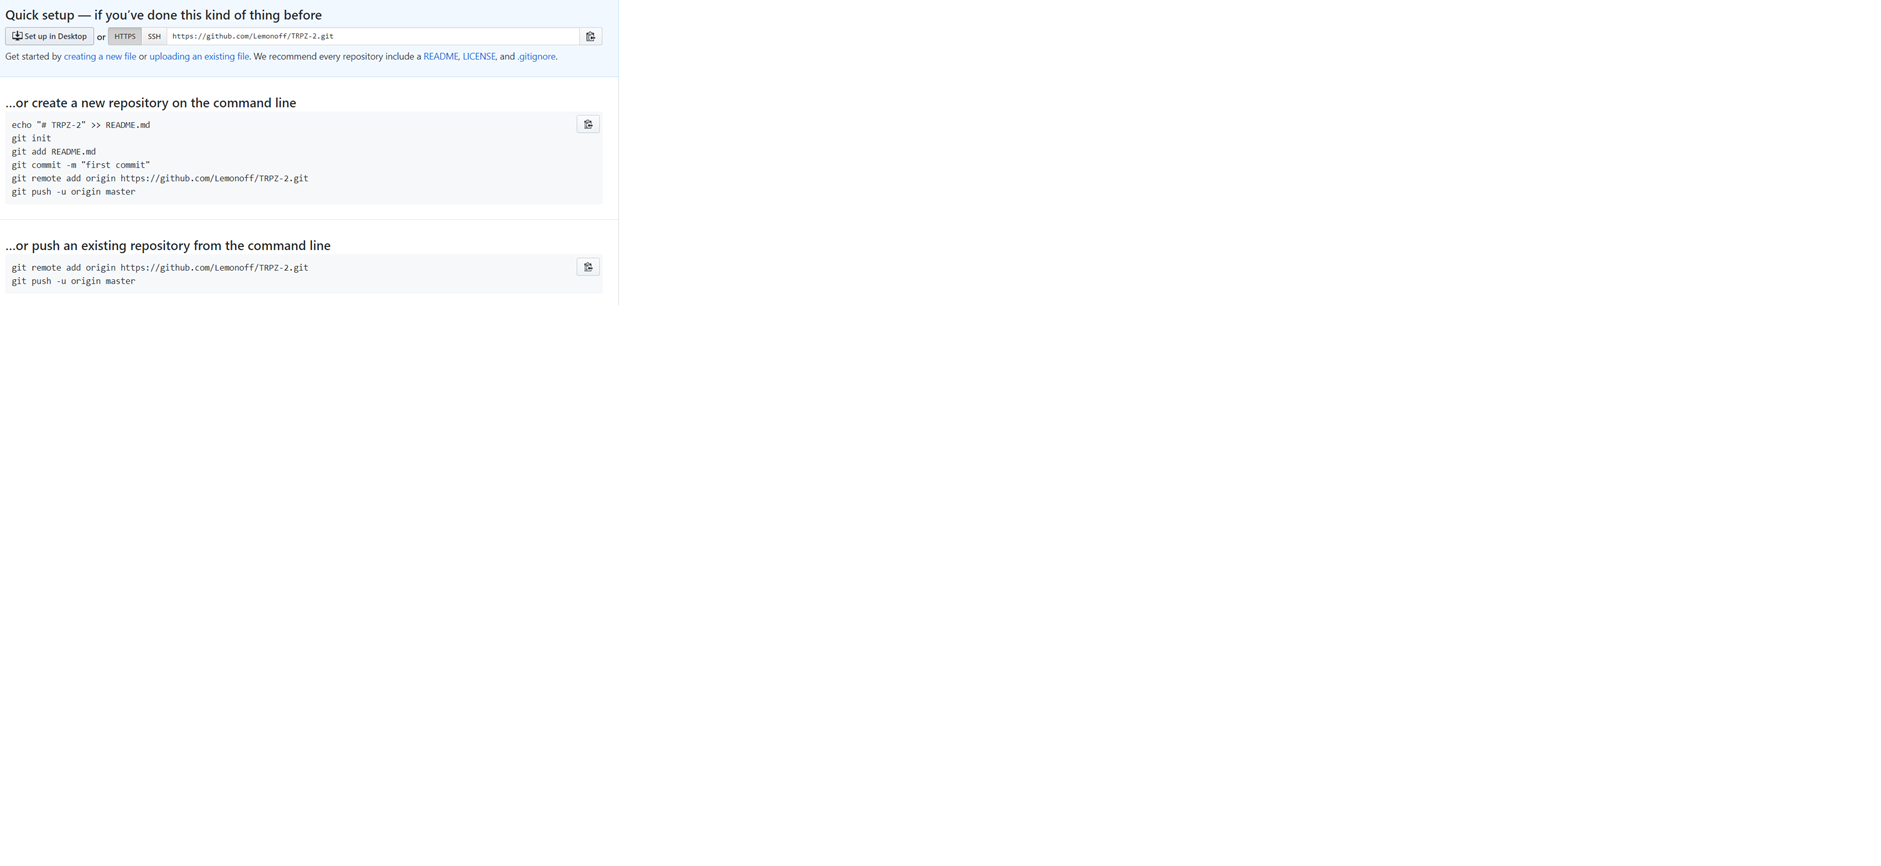 Quick setup — if you've done this kind of thing before
Set up in Desktop or HTTPS SSH https://github.com/Lemonoff/TRPZ-2.git
Get started by creating a new file or uploading an existing file. We recommend every repository include a README, LICENSE, and .gitignore.
...or create a new repository on the command line
echo "# TRPZ-2" >> README.md
git init
git add README.md
git commit -m "first commit"
git remote add origin https://github.com/Lemonoff/TRPZ-2.git
git push -u origin master
...or push an existing repository from the command line
git remote add origin https://github.com/Lemonoff/TRPZ-2.git
git push -u origin master